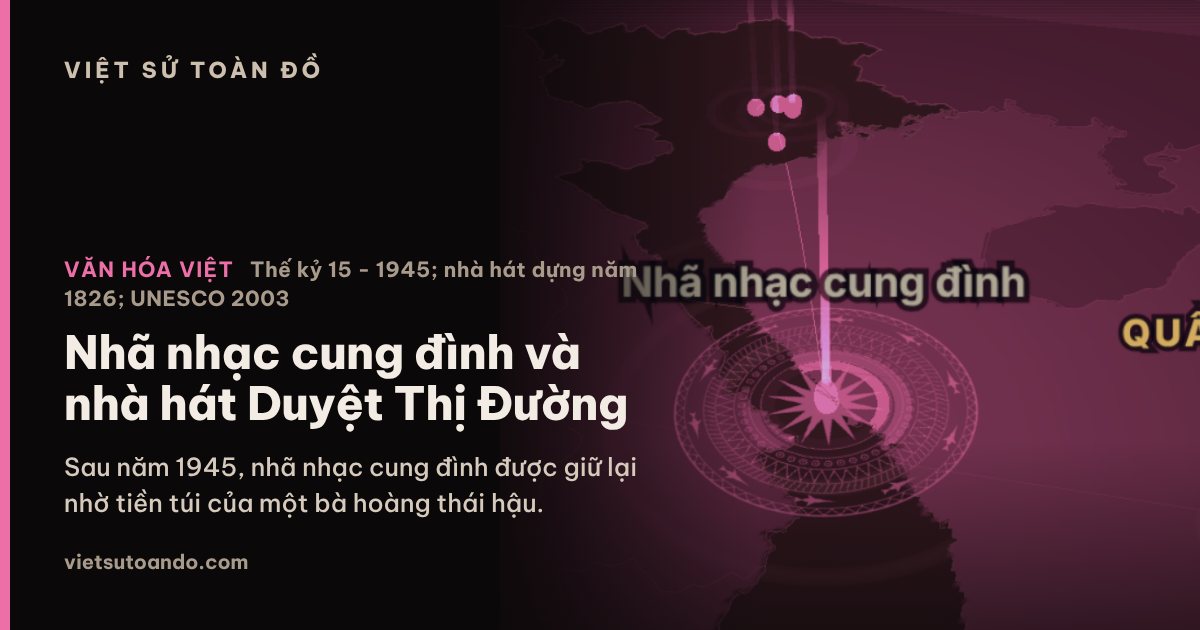 VIỆT SỬ TOÀN ĐỒ
VĂN HÓA VIỆT Thế kỷ 15 - 1945; nhà hát dựng năm
1826; UNESCO 2003
Nhã nhạc cung đình và
nhà hát Duyệt Thị Đường
Sau năm 1945, nhã nhạc cung đình được giữ lại
nhờ tiền túi của một bà hoàng thái hậu.
vietsutoando.com
Nhã nhạc cung đình